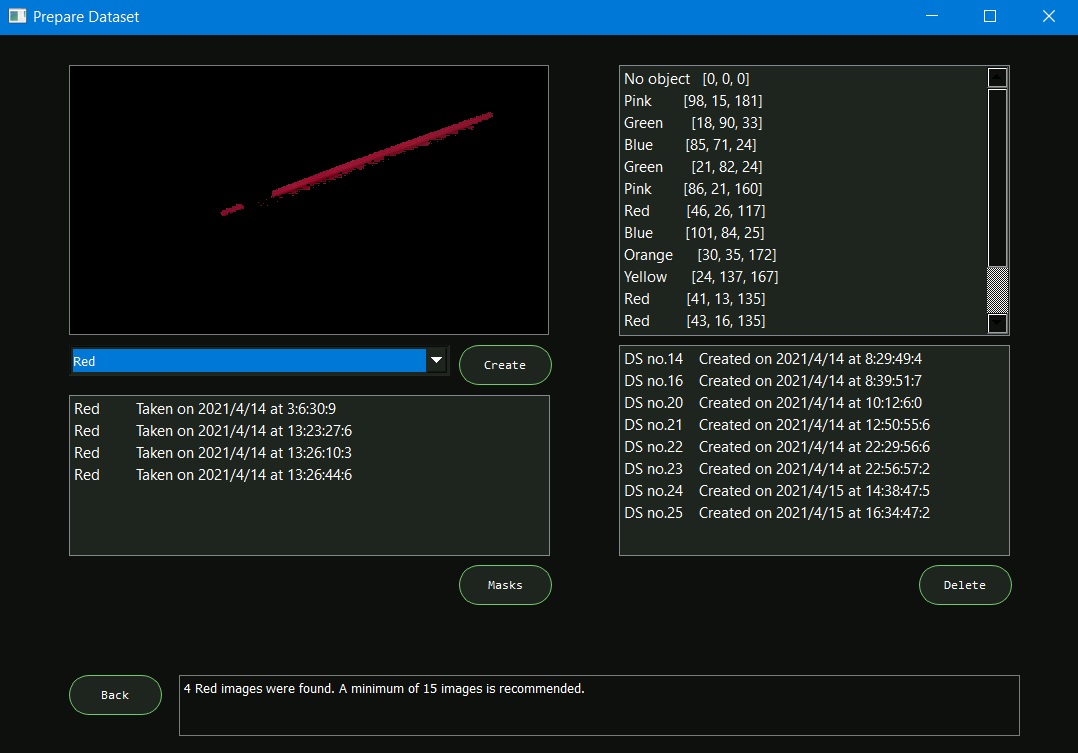 Prepare Dataset
No object [0, 0, 0]
Pink [98, 15, 181]
Green [18, 90, 33]
Blue [85, 71, 24]
Green [21, 82, 24]
Pink [86, 21, 160]
Red [46, 26, 117]
Blue [101, 84, 25]
Orange [30, 35, 172]
Yellow [24, 137, 167]
Red [41, 13, 135]
Red [43, 16, 135]
Red
Create
Red Taken on 2021/4/14 at 3:6:30:9
Red Taken on 2021/4/14 at 13:23:27:6
Red Taken on 2021/4/14 at 13:26:10:3
Red Taken on 2021/4/14 at 13:26:44:6
DS no.14 Created on 2021/4/14 at 8:29:49:4
DS no.16 Created on 2021/4/14 at 8:39:51:7
DS no.20 Created on 2021/4/14 at 10:12:6:0
DS no.21 Created on 2021/4/14 at 12:50:55:6
DS no.22 Created on 2021/4/14 at 22:29:56:6
DS no.23 Created on 2021/4/14 at 22:56:57:2
DS no.24 Created on 2021/4/15 at 14:38:47:5
DS no.25 Created on 2021/4/15 at 16:34:47:2
Masks
Delete
Back
4 Red images were found. A minimum of 15 images is recommended.